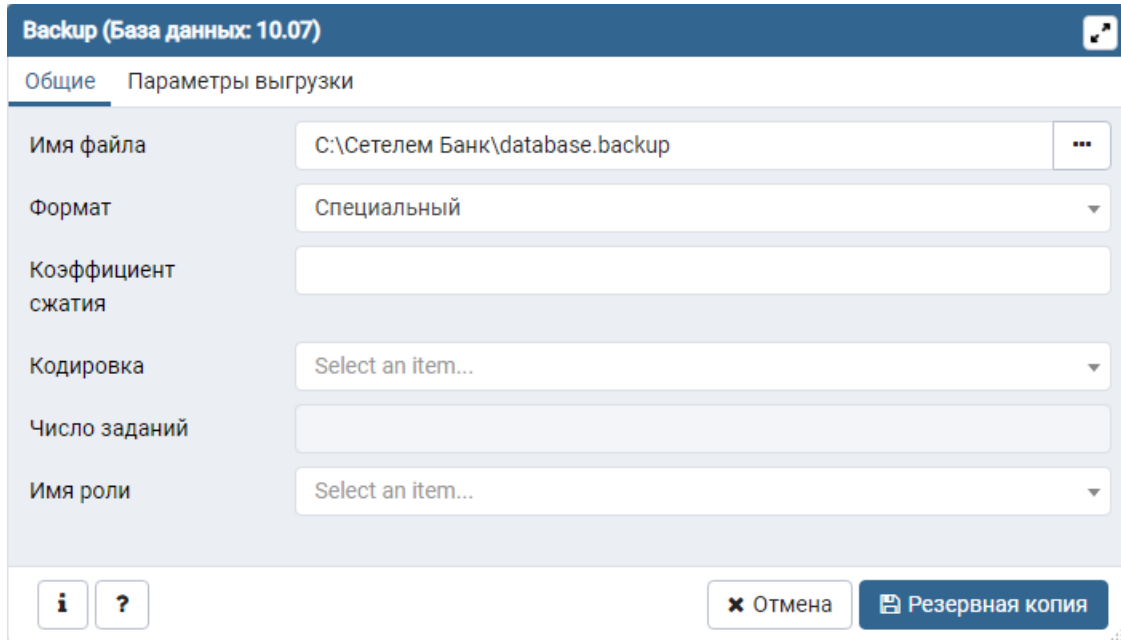 Backup (База данных: 10.07)
Общие Параметры выгрузки
Имя файла C:\Сетелем Банк\database.backup
Формат Специальный
Коэффициент
сжатия
Кодировка Select an item...
Число заданий
Имя роли Select an item...
i ? Отмена Резервная копия